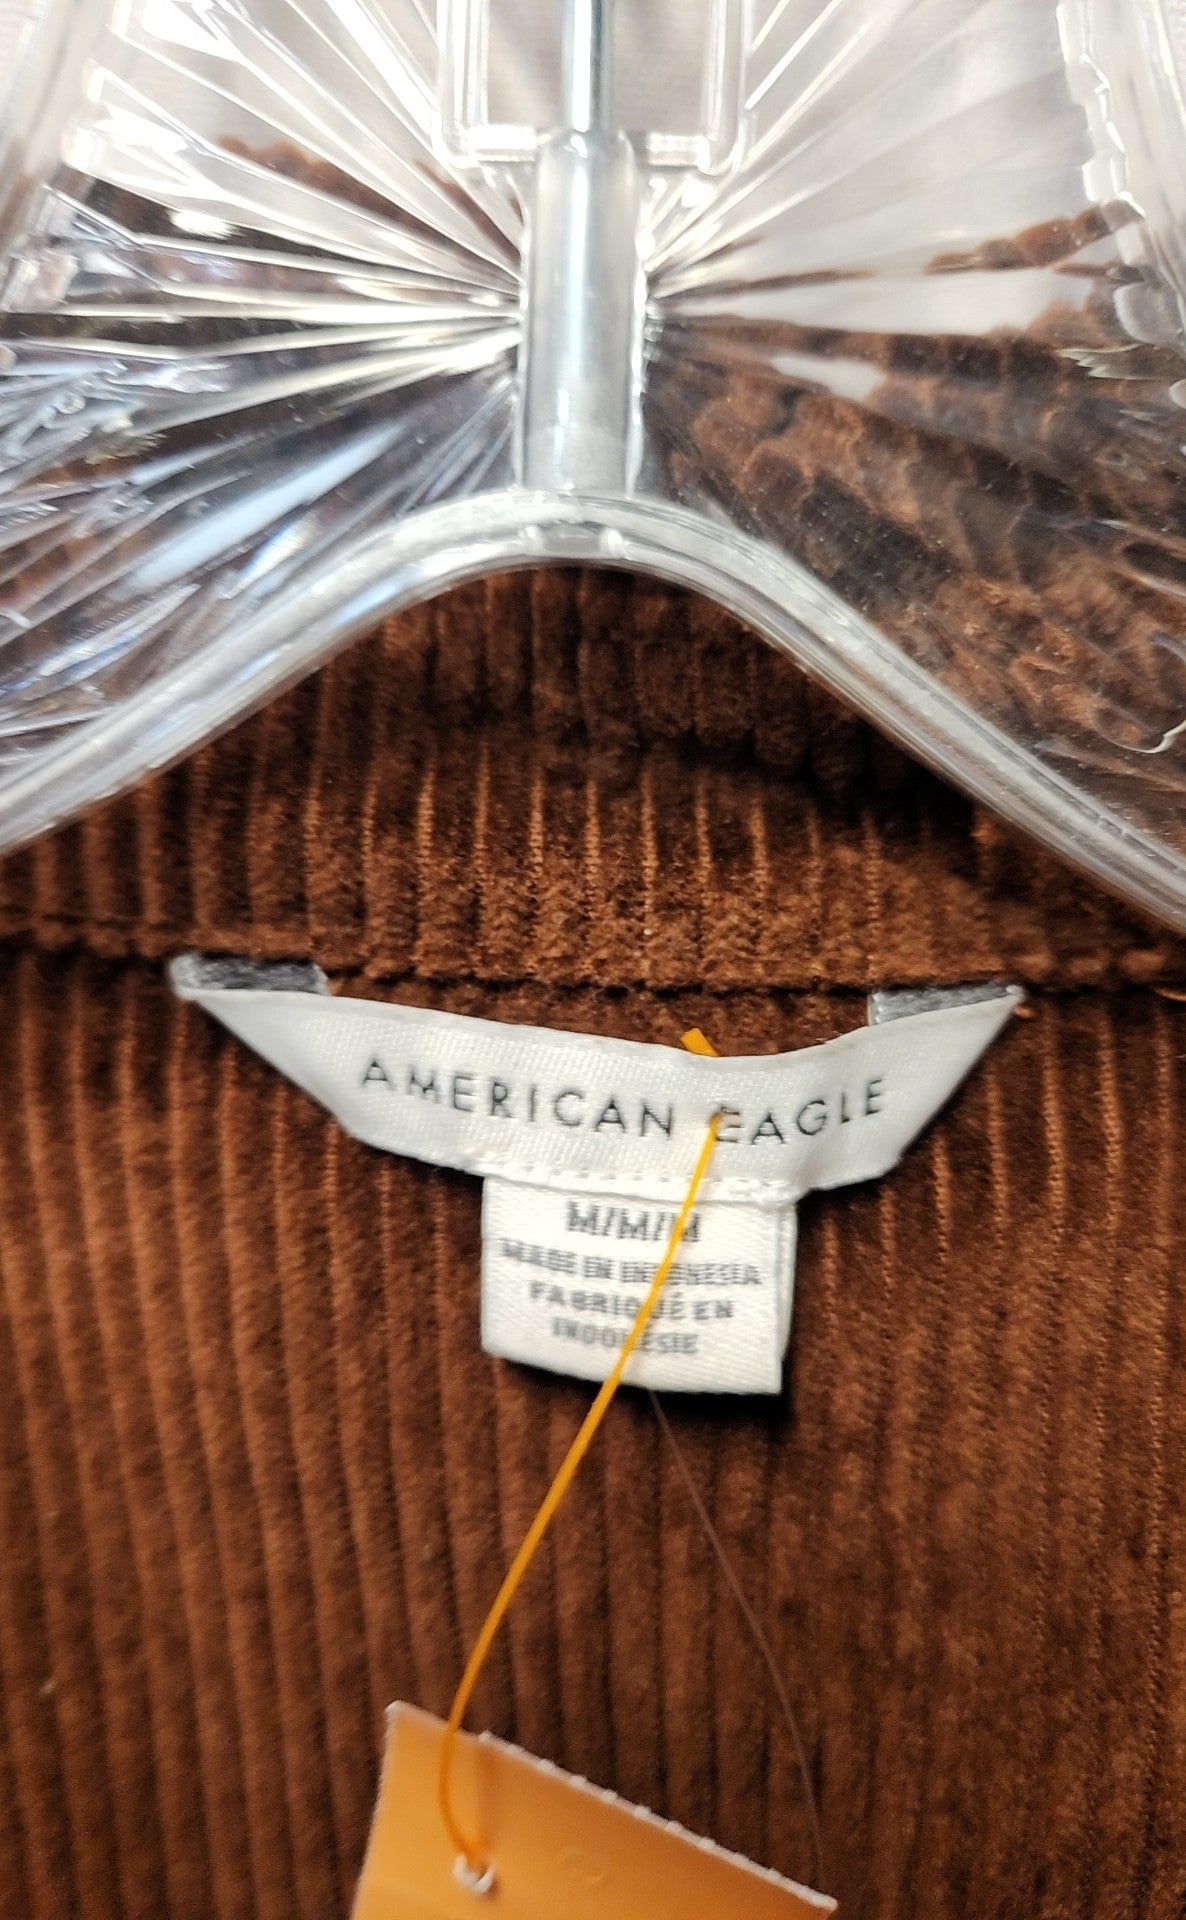 AMERICAN EAGLE
M/M/M
MADE IN INDONESIA
FABRIQUÉ EN
INDONÉSIE